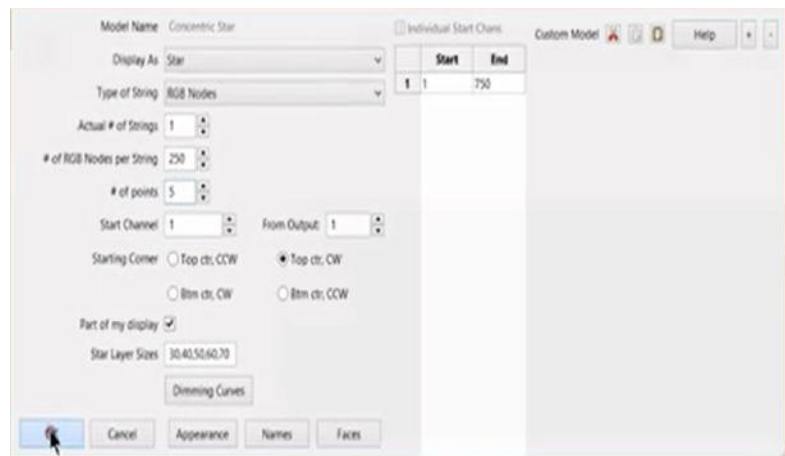 Model Name Concentric Star
Display As Star
Type of String RGB Nodes
Actual # of Strings 1
# of RGB Nodes per String 250
# of points 5
Start Channel 1 From Output 1
Starting Corner Top ctr, CCW Top ctr, CW
Btm ctr, CW Btm ctr, CCW
Part of my display
Star Layer Sizes 30,40,50,60,70
Dimming Curves
Cancel Appearance Names Faces
Individual Start Chans
Start End
1 1 750
Custom Model Help + -